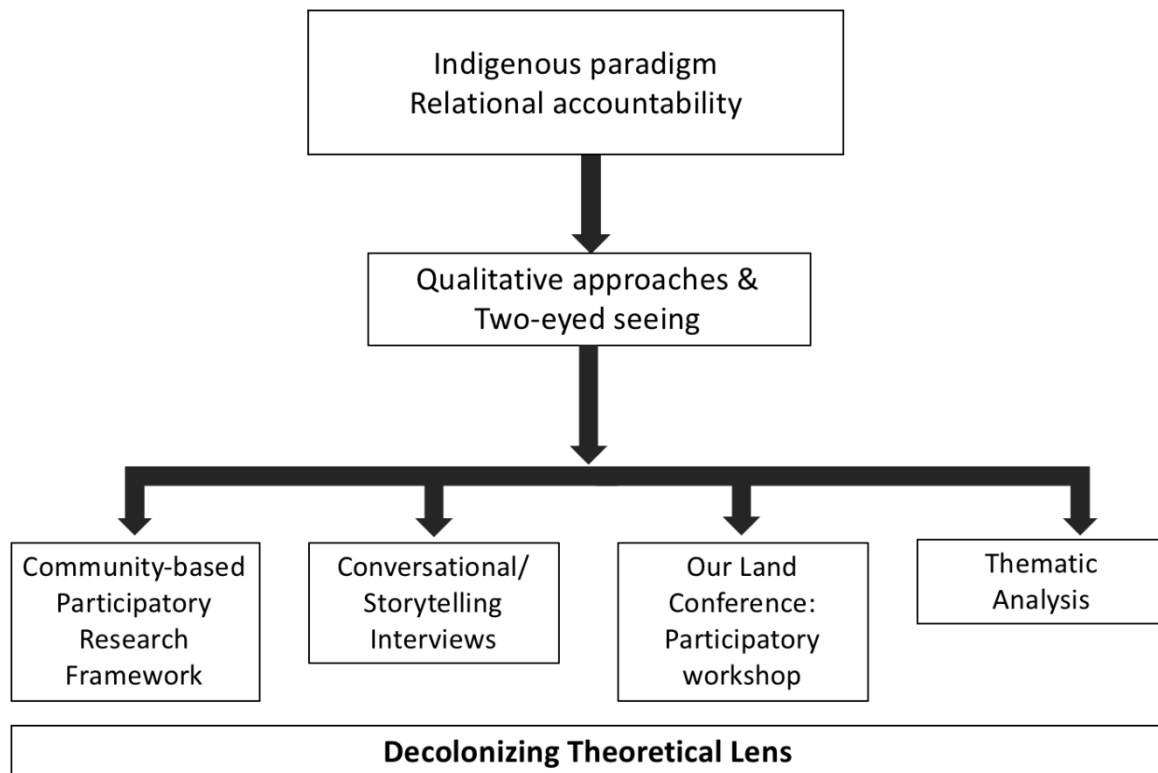 Indigenous paradigm
Relational accountability
Qualitative approaches &
Two-eyed seeing
Community-based
Participatory
Research
Framework
Conversational/
Storytelling
Interviews
Our Land
Conference:
Participatory
workshop
Thematic
Analysis
Decolonizing Theoretical Lens